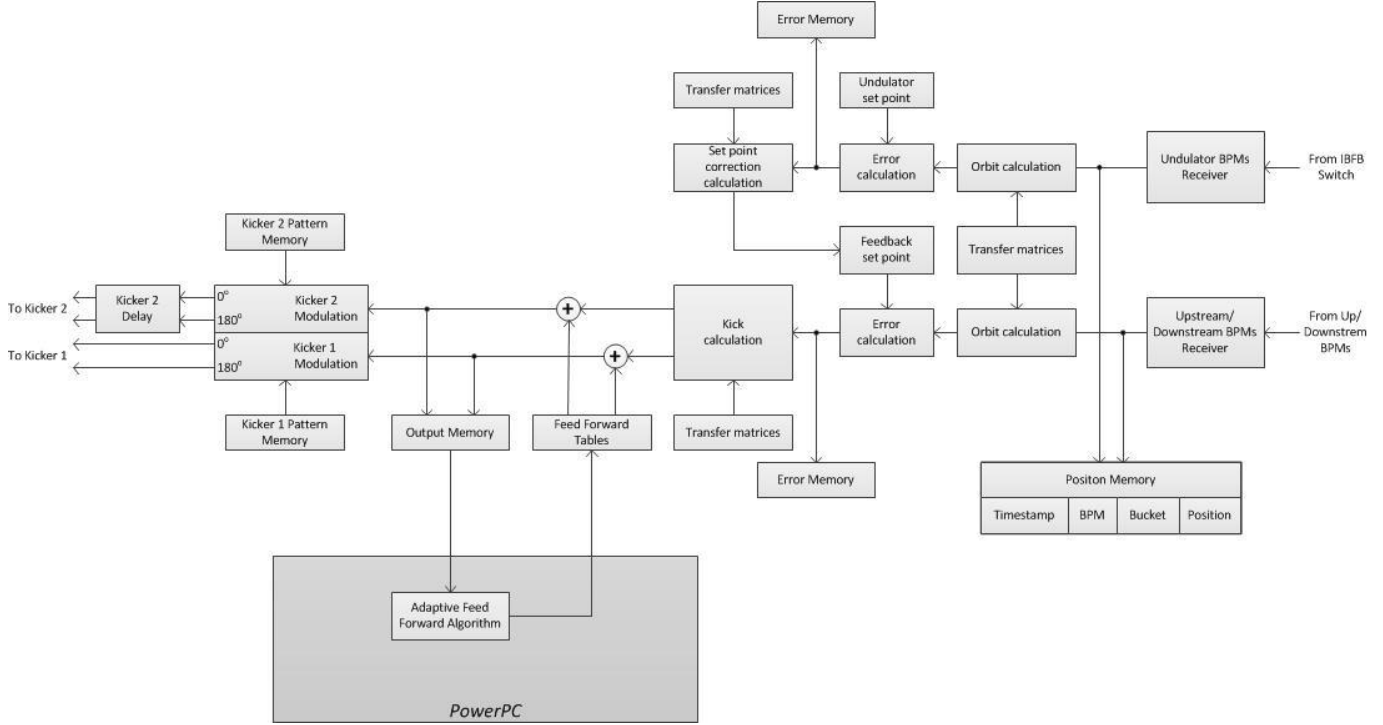 Error Memory
Transfer matrices
Undulator
set point
Set point
correction
calculation
Error
calculation
Orbit calculation
Undulator BPMs
Receiver
From IBFB
Switch
Kicker 2 Pattern
Memory
Feedback
set point
Transfer matrices
To Kicker 2
Kicker 2
Delay
0°
180°
Kicker 2
Modulation
+
Kick
calculation
Error
calculation
Orbit calculation
Upstream/
Downstream BPMs
Receiver
From Up/
Downstrem
BPMs
To Kicker 1
0°
180°
Kicker 1
Modulation
+
Kicker 1 Pattern
Memory
Output Memory
Feed Forward
Tables
Transfer matrices
Error Memory
Positon Memory
Timestamp
BPM
Bucket
Position
Adaptive Feed
Forward Algorithm
PowerPC